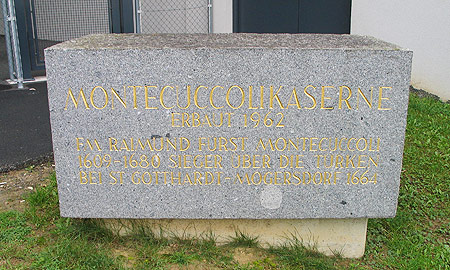 MONTECUCCOLIKASERNE
ERBAUT 1962
FM RAIMUND FÜRST MONTECUCCOLI
1609-1680 SIEGER ÜBER DIE TÜRKEN
BEI ST. GOTTHARDT-MOGERSDORF 1664